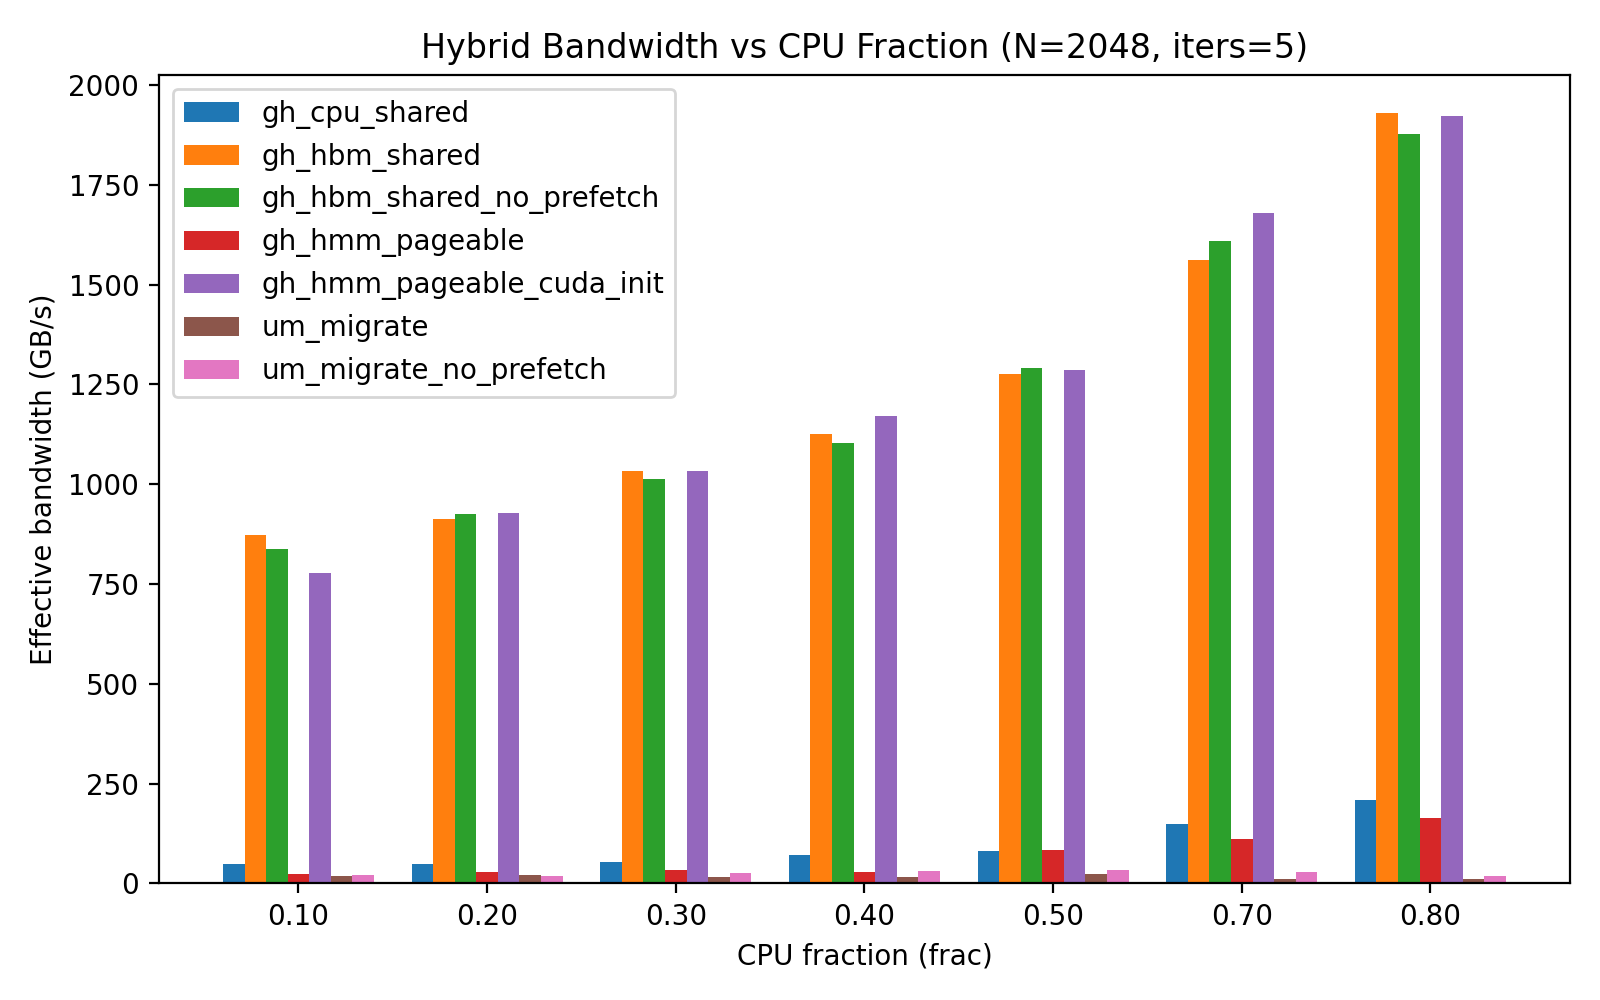 Hybrid Bandwidth vs CPU Fraction (N=2048, iters=5)
gh_cpu_shared
gh_hbm_shared
gh_hbm_shared_no_prefetch
gh_hmm_pageable
gh_hmm_pageable_cuda_init
um_migrate
um_migrate_no_prefetch
Effective bandwidth (GB/s)
2000
1750
1500
1250
1000
750
500
250
0
0.10 0.20 0.30 0.40 0.50 0.70 0.80
CPU fraction (frac)